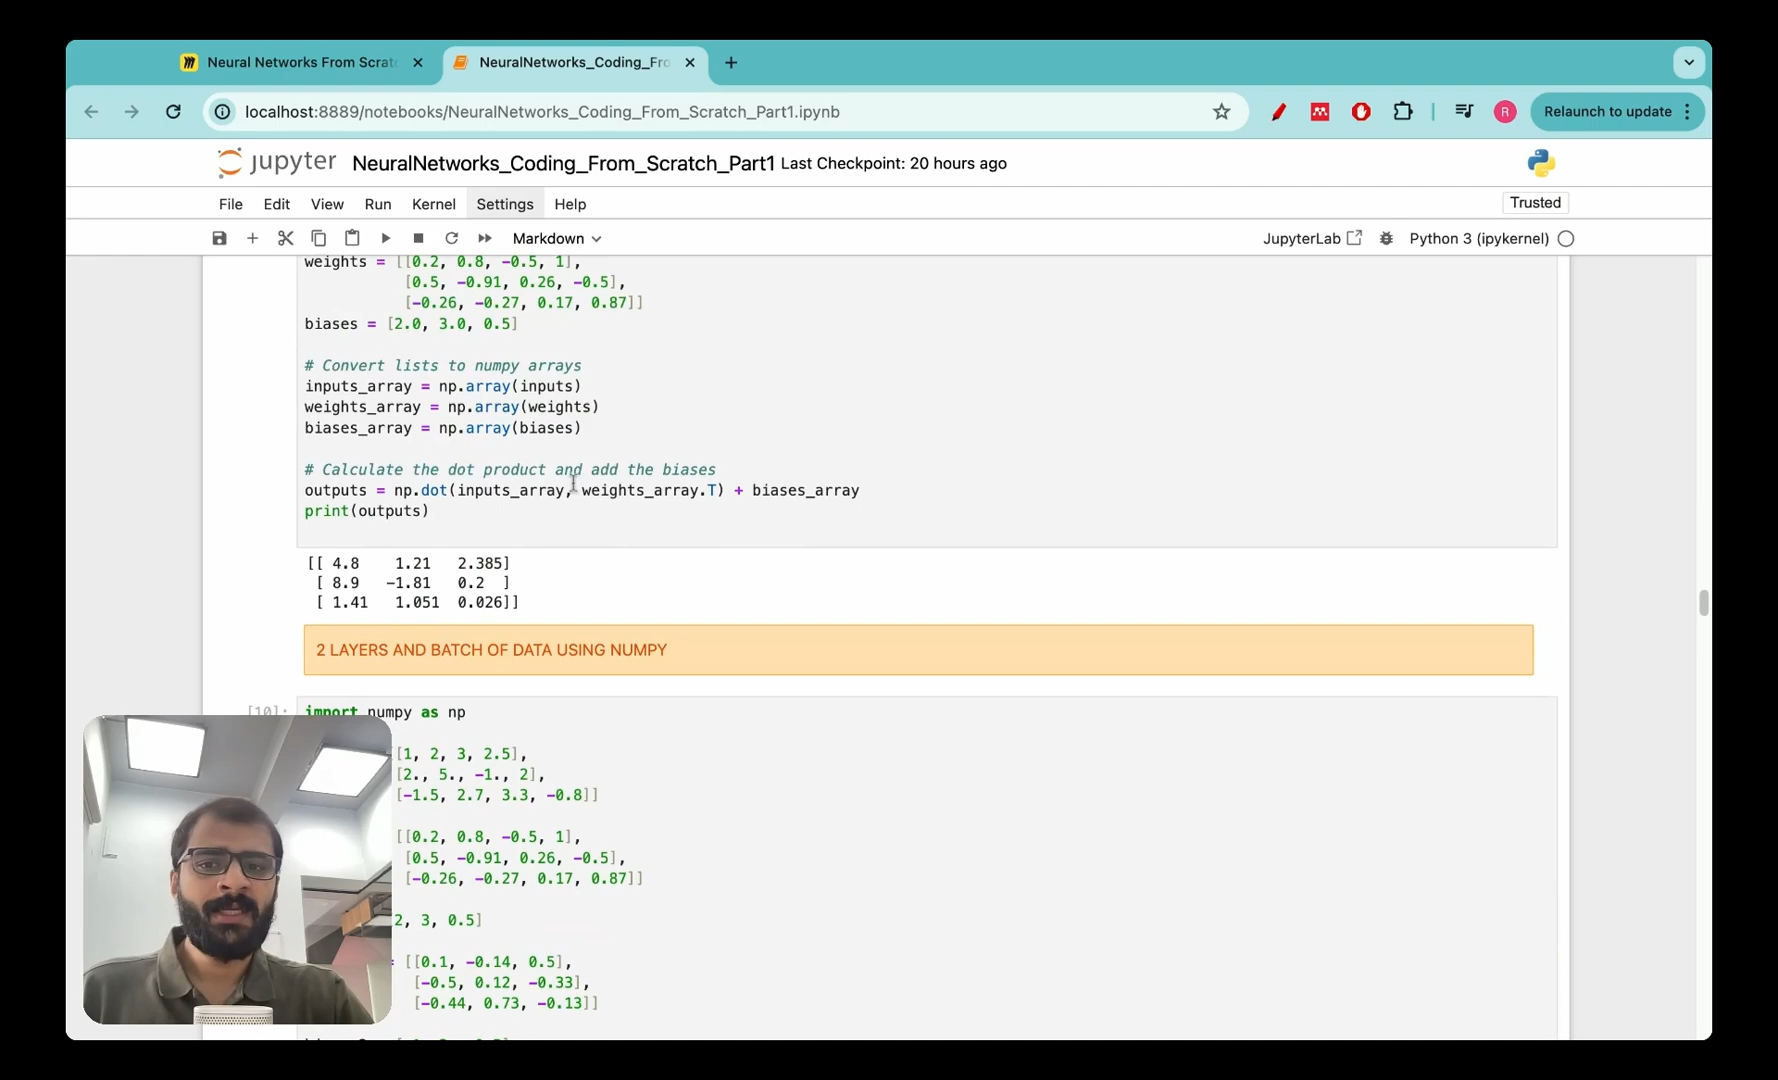 Neural Networks From Scrat
NeuralNetworks_Coding_Fro
localhost:8889/notebooks/NeuralNetworks_Coding_From_Scratch_Part1.ipynb
R
Relaunch to update
jupyter NeuralNetworks_Coding_From_Scratch_Part1 Last Checkpoint: 20 hours ago
File Edit View Run Kernel Settings Help
Trusted
Markdown
JupyterLab
Python 3 (ipykernel)
weights = [[0.2, 0.8, -0.5, 1],
[0.5, -0.91, 0.26, -0.5],
[-0.26, -0.27, 0.17, 0.87]]
biases = [2.0, 3.0, 0.5]
# Convert lists to numpy arrays
inputs_array = np.array(inputs)
weights_array = np.array(weights)
biases_array = np.array(biases)
# Calculate the dot product and add the biases
outputs = np.dot(inputs_array, weights_array.T) + biases_array
print(outputs)
[[ 4.8 1.21 2.385]
[ 8.9 -1.81 0.2 ]
[ 1.41 1.051 0.026]]
2 LAYERS AND BATCH OF DATA USING NUMPY
[10]:
import numpy as np
[1, 2, 3, 2.5],
[2., 5., -1., 2],
[-1.5, 2.7, 3.3, -0.8]]
[[0.2, 0.8, -0.5, 1],
[0.5, -0.91, 0.26, -0.5],
[-0.26, -0.27, 0.17, 0.87]]
2, 3, 0.5]
[[0.1, -0.14, 0.5],
[-0.5, 0.12, -0.33],
[-0.44, 0.73, -0.13]]